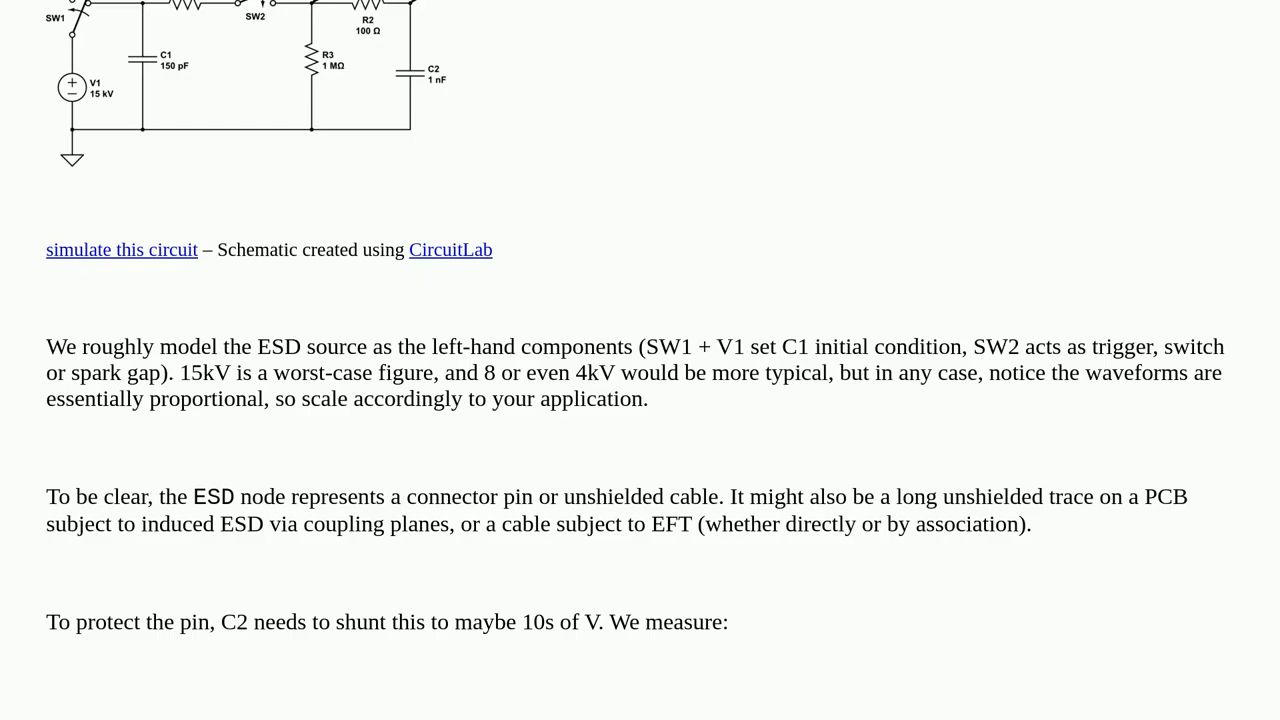 SW1
SW2
R2
100 Ω
C1
150 pF
R3
1 MΩ
C2
1 nF
+
V1
−
15 kV
simulate this circuit – Schematic created using CircuitLab
We roughly model the ESD source as the left-hand components (SW1 + V1 set C1 initial condition, SW2 acts as trigger, switch
or spark gap). 15kV is a worst-case figure, and 8 or even 4kV would be more typical, but in any case, notice the waveforms are
essentially proportional, so scale accordingly to your application.
To be clear, the ESD node represents a connector pin or unshielded cable. It might also be a long unshielded trace on a PCB
subject to induced ESD via coupling planes, or a cable subject to EFT (whether directly or by association).
To protect the pin, C2 needs to shunt this to maybe 10s of V. We measure: